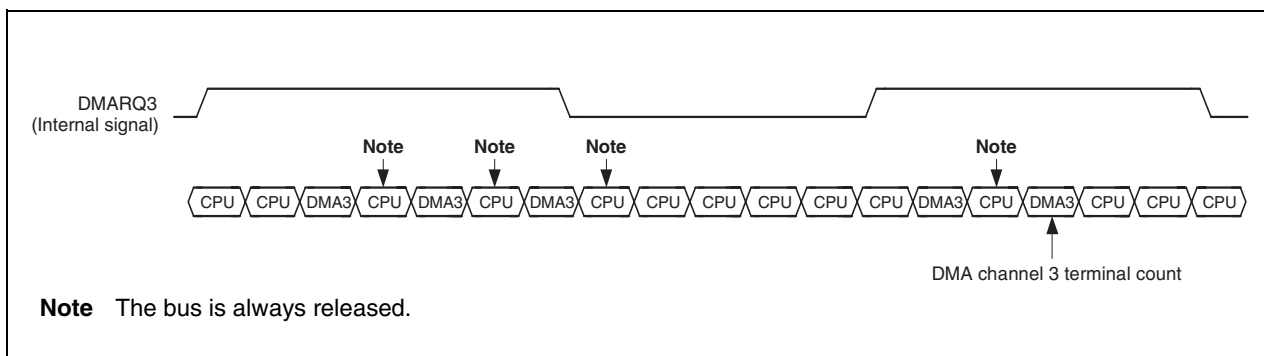 DMARQ3
(Internal signal)
Note Note Note Note
CPU CPU DMA3 CPU DMA3 CPU DMA3 CPU CPU CPU CPU CPU CPU DMA3 CPU DMA3 CPU CPU CPU
DMA channel 3 terminal count
Note The bus is always released.